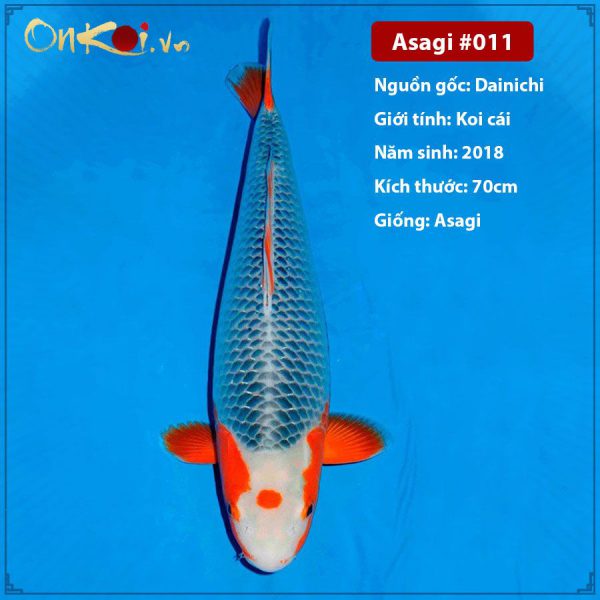 OnKoi.vn
Asagi #011
Nguồn gốc: Dainichi
Giới tính: Koi cái
Năm sinh: 2018
Kích thước: 70cm
Giống: Asagi